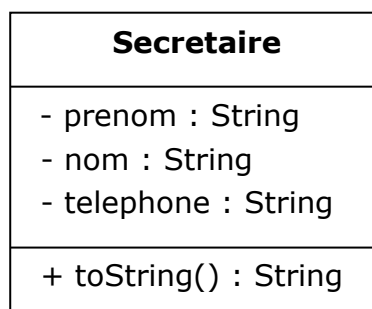 Secretaire
- prenom : String
- nom : String
- telephone : String
+ toString() : String